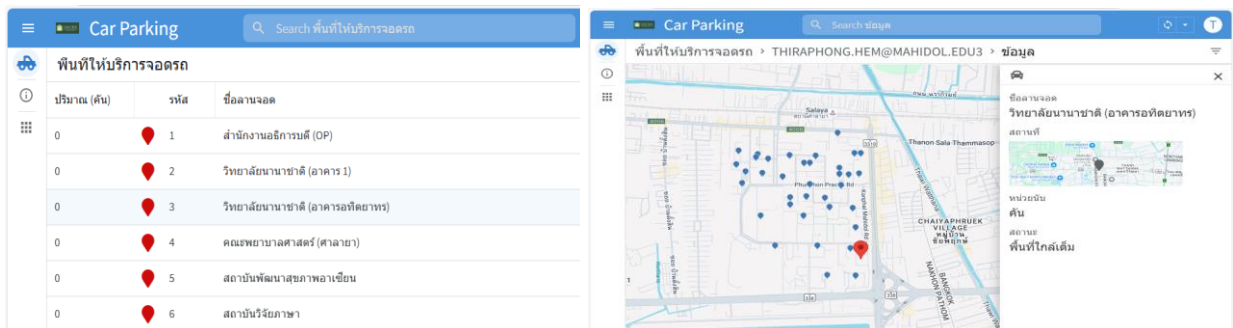 Car Parking
Search พื้นที่ให้บริการจอดรถ
พื้นที่ให้บริการจอดรถ
ปริมาณ (คัน) รหัส ชื่อลานจอด
0 1 สำนักงานอธิการบดี (OP)
0 2 วิทยาลัยนานาชาติ (อาคาร 1)
0 3 วิทยาลัยนานาชาติ (อาคารอทิตยาทร)
0 4 คณะพยาบาลศาสตร์ (ศาลายา)
0 5 สถาบันพัฒนาสุขภาพอาเซียน
0 6 สถาบันวิจัยภาษา
Car Parking
Search ข้อมูล
T
พื้นที่ให้บริการจอดรถ > THIRAPHONG.HEM@MAHIDOL.EDU3 > ข้อมูล
Salaya
Thanon Sala-Thammasop
CHAIYAPHRUEK
VILLAGE
หมู่บ้าน
ชัยพฤกษ์
BANGKOK
NAKHON PATHOM
ชื่อลานจอด
วิทยาลัยนานาชาติ (อาคารอทิตยาทร)
สถานที่
หน่วยนับ
คัน
สถานะ
พื้นที่ใกล้เต็ม